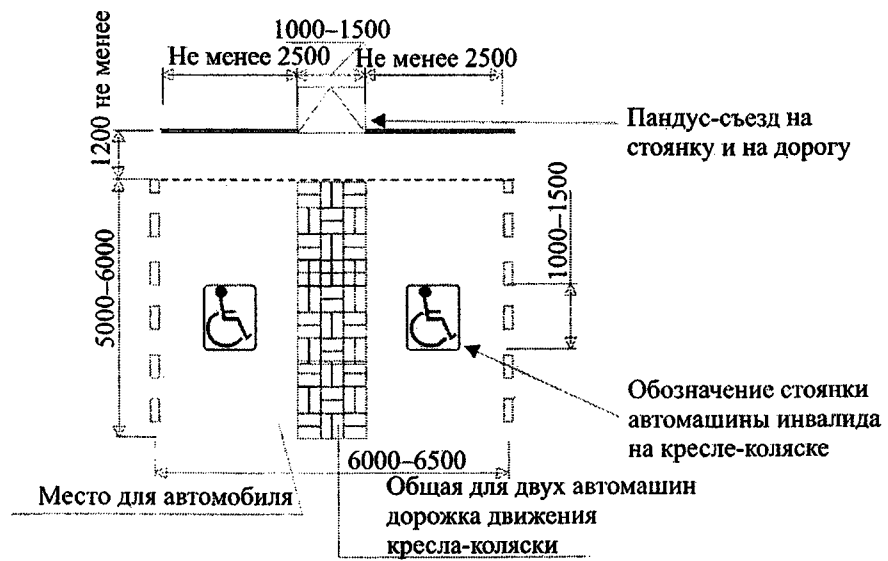 1000–1500
Не менее 2500
Не менее 2500
1200 не менее
Пандус-съезд на
стоянку и на дорогу
5000–6000
1000–1500
Обозначение стоянки
автомашины инвалида
на кресле-коляске
6000–6500
Место для автомобиля
Общая для двух автомашин
дорожка движения
кресла-коляски